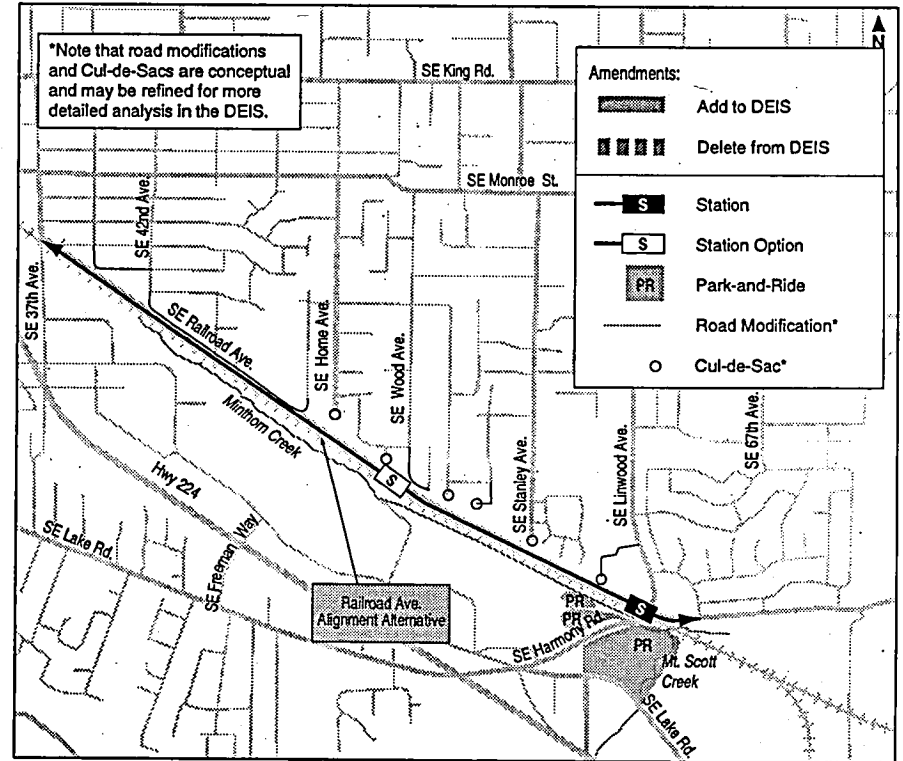 *Note that road modifications
and Cul-de-Sacs are conceptual
and may be refined for more
detailed analysis in the DEIS.
N
SE King Rd.
Amendments:
Add to DEIS
Delete from DEIS
S Station
S Station Option
PR Park-and-Ride
Road Modification*
Cul-de-Sac*
SE Monroe St.
SE 42nd Ave.
SE 37th Ave.
SE Railroad Ave.
SE Home Ave.
SE Wood Ave.
SE Stanley Ave.
SE Linwood Ave.
SE 67th Ave.
Minthorn Creek
S
Hwy 224
SE Lake Rd.
SE Freeman Way
Railroad Ave.
Alignment Alternative
S
PR
PR
SE Harmony Rd.
PR
Mt. Scott
Creek
SE Lake Rd.